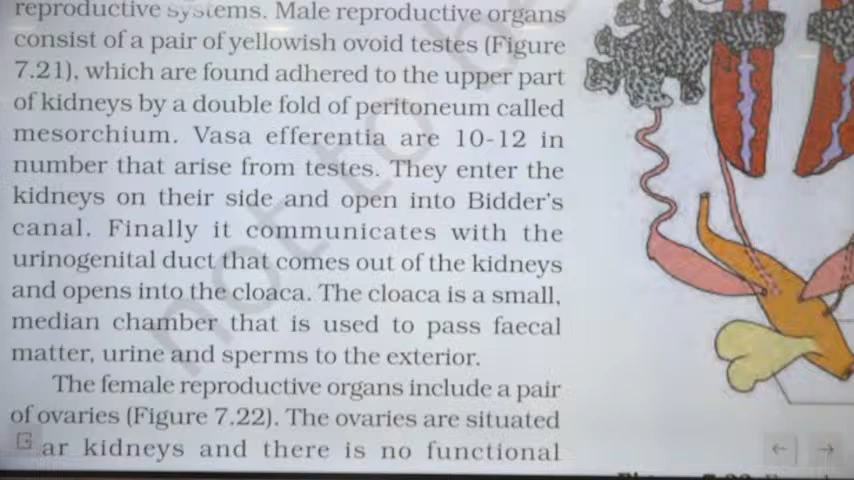 reproductive systems. Male reproductive organs
consist of a pair of yellowish ovoid testes (Figure
7.21), which are found adhered to the upper part
of kidneys by a double fold of peritoneum called
mesorchium. Vasa efferentia are 10-12 in
number that arise from testes. They enter the
kidneys on their side and open into Bidder's
canal. Finally it communicates with the
urinogenital duct that comes out of the kidneys
and opens into the cloaca. The cloaca is a small,
median chamber that is used to pass faecal
matter, urine and sperms to the exterior.
The female reproductive organs include a pair
of ovaries (Figure 7.22). The ovaries are situated
ar kidneys and there is no functional
not to be